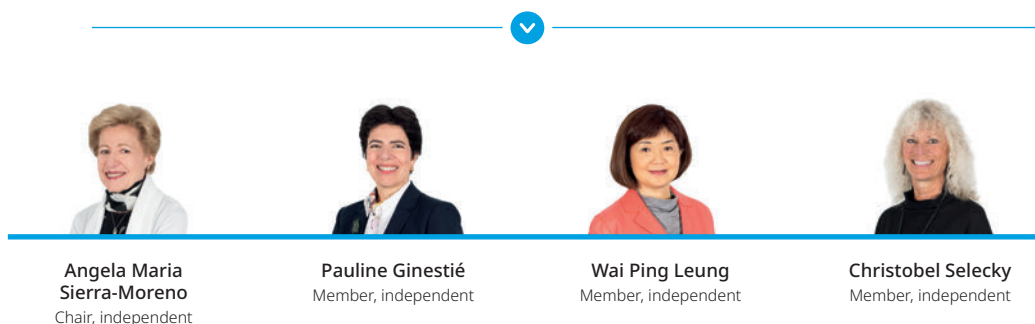 Angela Maria
Sierra-Moreno
Chair, independent
Pauline Ginestié
Member, independent
Wai Ping Leung
Member, independent
Christobel Selecky
Member, independent